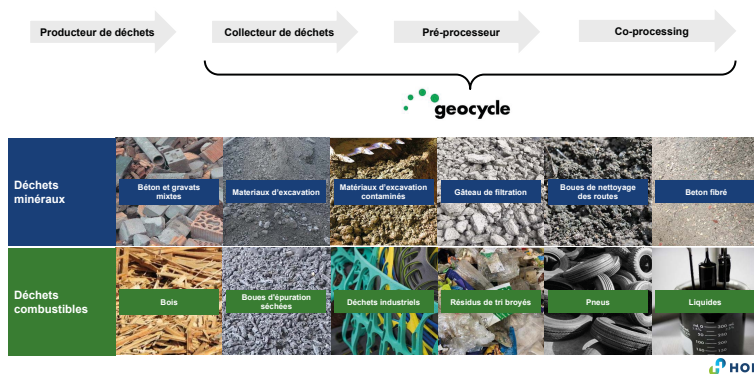 Producteur de déchets
Collecteur de déchets
Pré-processeur
Co-processing
geocycle
Déchets
minéraux
Béton et gravats
mixtes
Materiaux d'excavation
Matériaux d'excavation
contaminés
Gâteau de filtration
Boues de nettoyage
des routes
Beton fibré
Déchets
combustibles
Bois
Boues d'épuration
séchées
Déchets industriels
Résidus de tri broyés
Pneus
Liquides
HOL